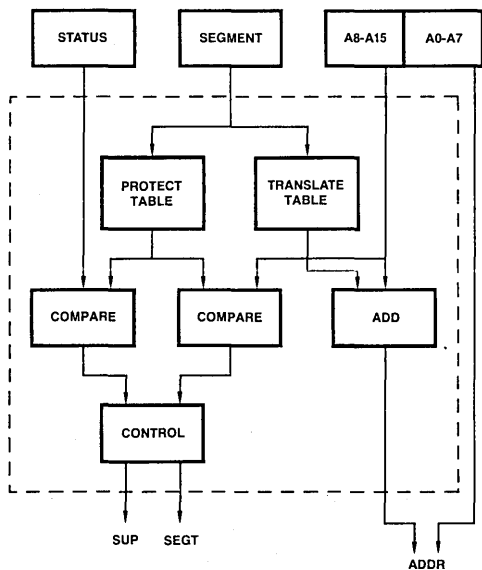 STATUS
SEGMENT
A8-A15
A0-A7
PROTECT
TABLE
TRANSLATE
TABLE
COMPARE
COMPARE
ADD
CONTROL
SUP
SEGT
ADDR